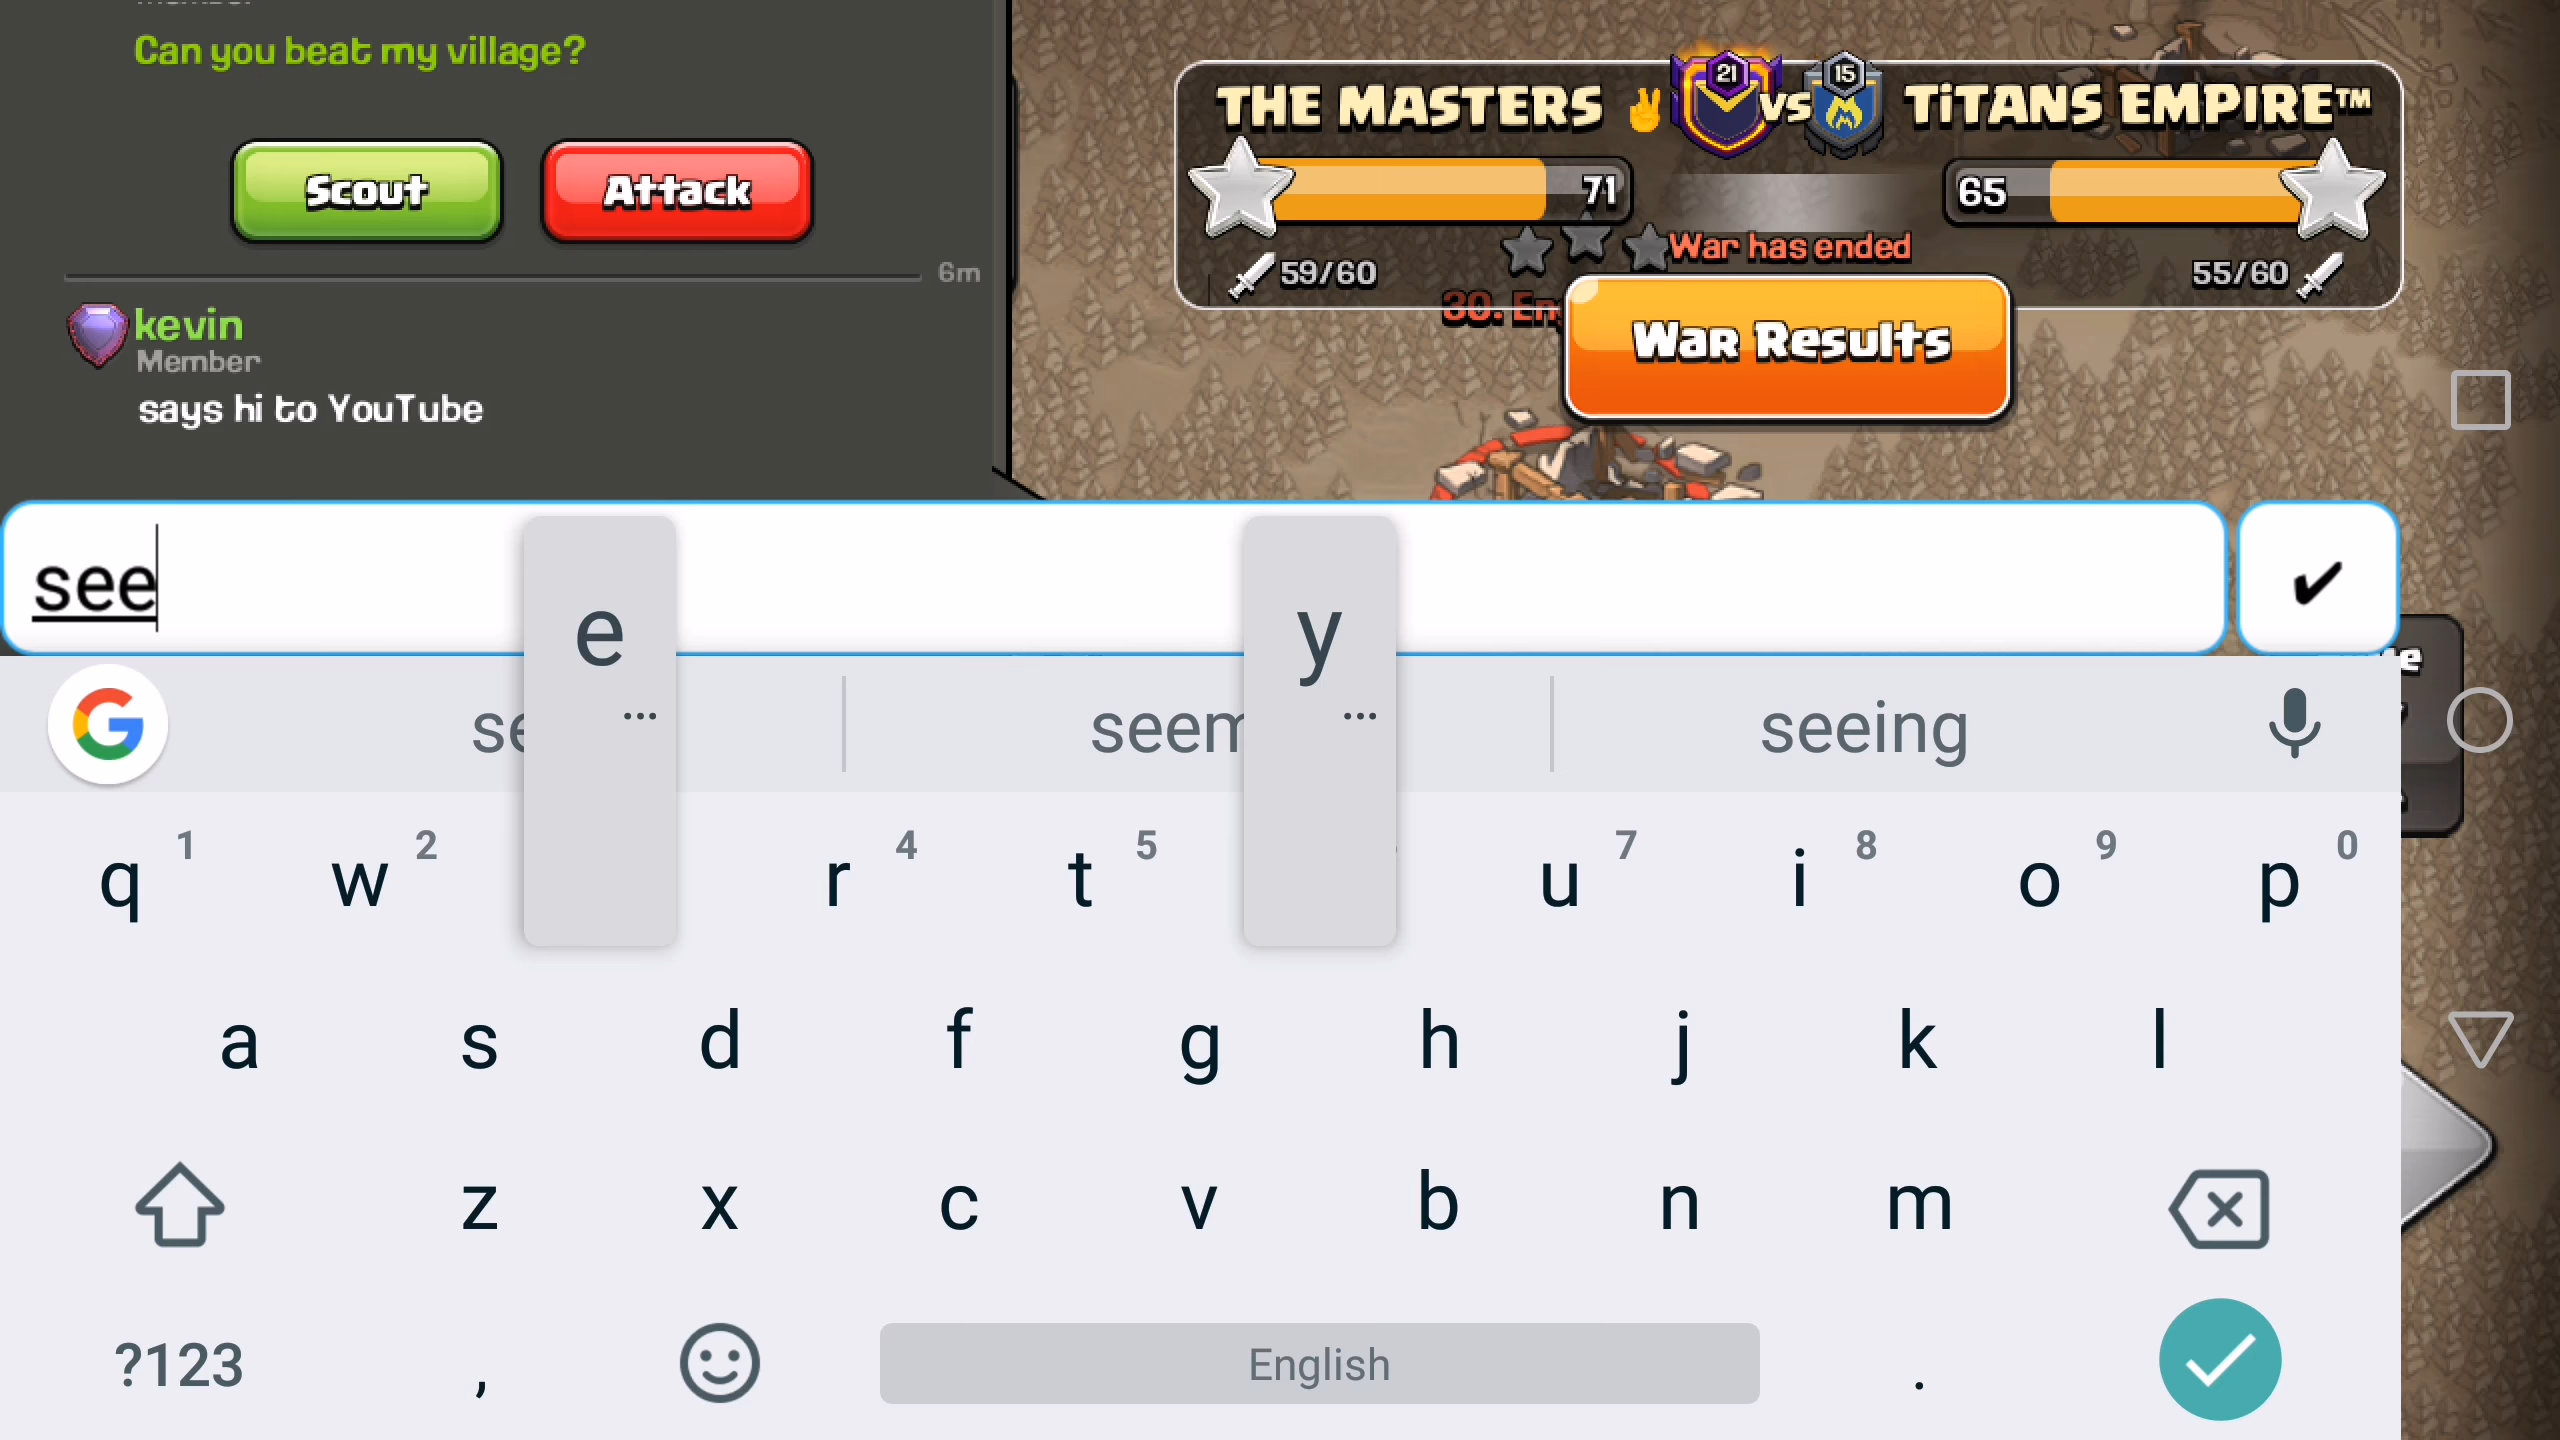 Can you beat my village?
Scout
Attack
6m
kevin
Member
says hi to YouTube
THE MASTERS ✌
21
vs
15
TiTANS EMPIRE™
71
65
War has ended
59/60
55/60
30.
War Results
see
✔
e
y
...
...
seeing
q 1 w 2 r 4 t 5 u 7 i 8 o 9 p 0
a s d f g h j k l
z x c v b n m
?123 , English .